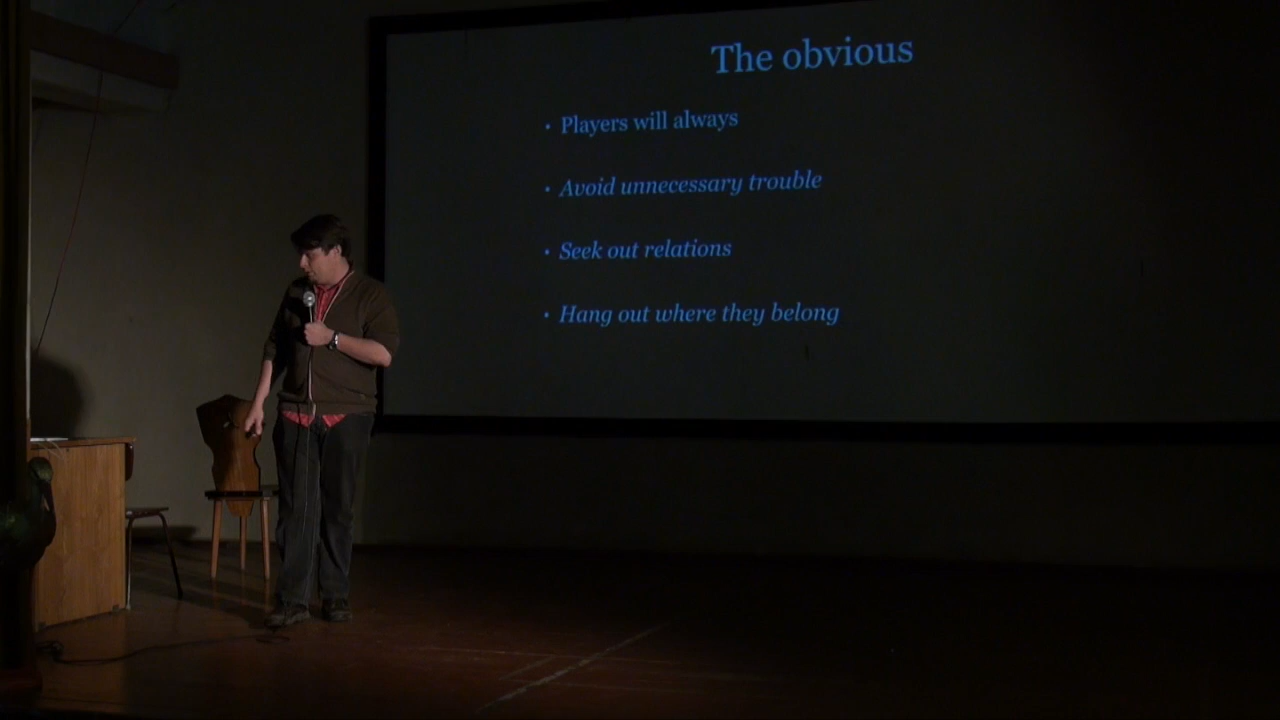 The obvious
• Players will always
• Avoid unnecessary trouble
• Seek out relations
• Hang out where they belong